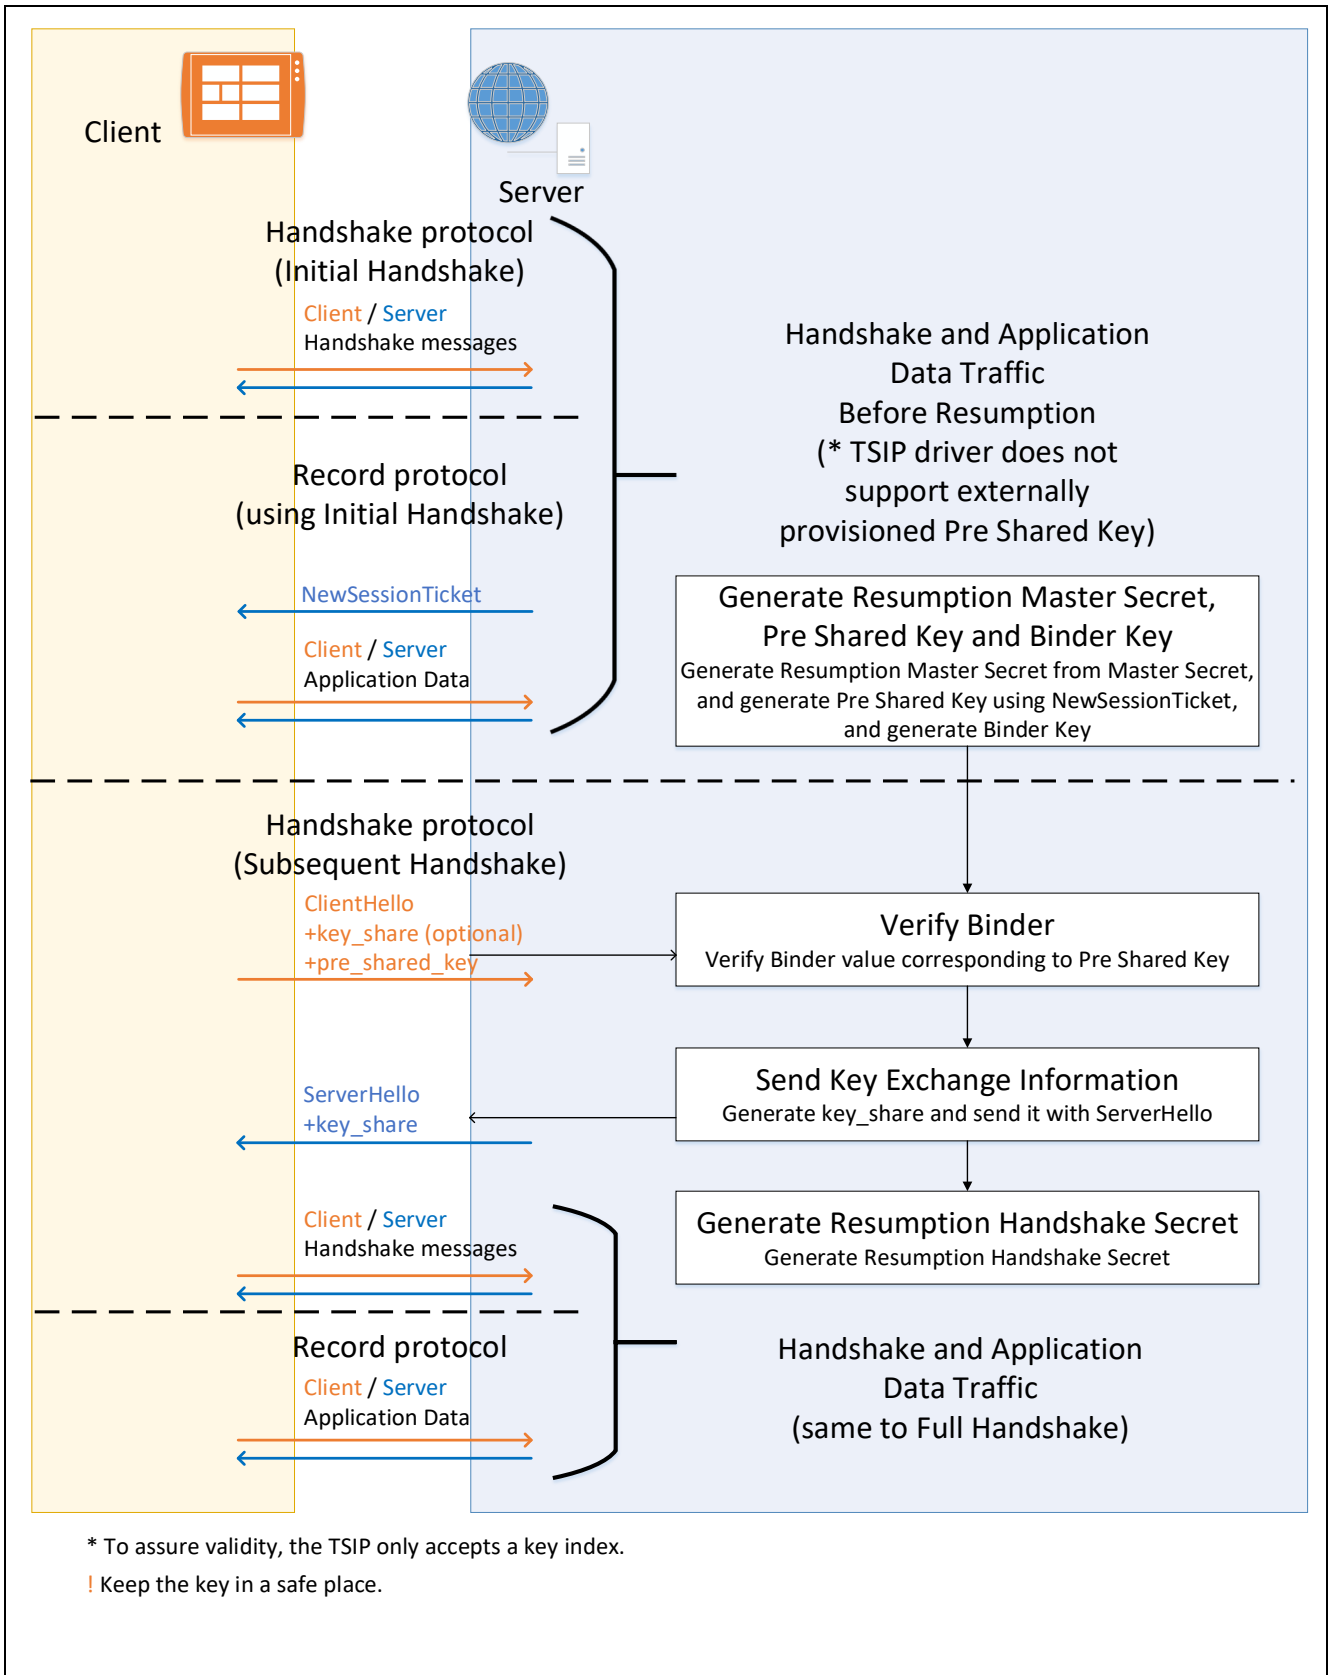 Client
Server
Handshake protocol
(Initial Handshake)
Client / Server
Handshake messages
Handshake and Application
Data Traffic
Before Resumption
(* TSIP driver does not
support externally
provisioned Pre Shared Key)
Record protocol
(using Initial Handshake)
NewSessionTicket
Client / Server
Application Data
Generate Resumption Master Secret,
Pre Shared Key and Binder Key
Generate Resumption Master Secret from Master Secret,
and generate Pre Shared Key using NewSessionTicket,
and generate Binder Key
Handshake protocol
(Subsequent Handshake)
ClientHello
+key_share (optional)
+pre_shared_key
Verify Binder
Verify Binder value corresponding to Pre Shared Key
Send Key Exchange Information
Generate key_share and send it with ServerHello
ServerHello
+key_share
Generate Resumption Handshake Secret
Generate Resumption Handshake Secret
Client / Server
Handshake messages
Record protocol
Client / Server
Application Data
Handshake and Application
Data Traffic
(same to Full Handshake)
* To assure validity, the TSIP only accepts a key index.
! Keep the key in a safe place.